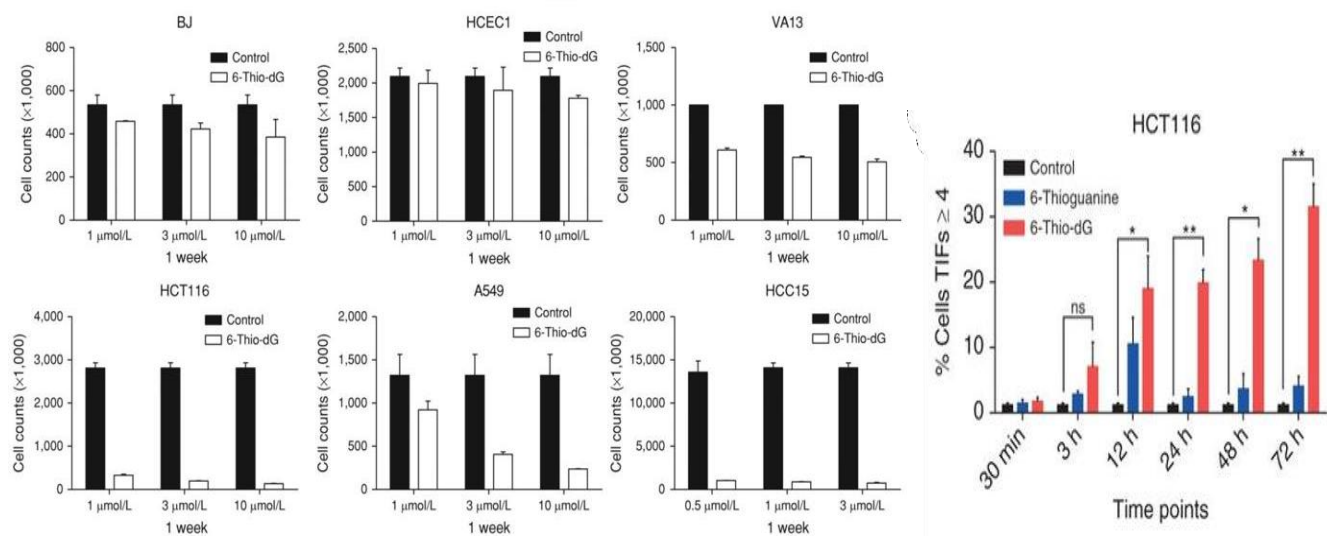 BJ
Cell counts (×1,000)
800
600
400
200
0
Control
6-Thio-dG
1 μmol/L 3 μmol/L 10 μmol/L
1 week
HCEC1
Cell counts (×1,000)
2,500
2,000
1,500
1,000
500
0
Control
6-Thio-dG
1 μmol/L 3 μmol/L 10 μmol/L
1 week
VA13
Cell counts (×1,000)
1,500
1,000
500
0
Control
6-Thio-dG
1 μmol/L 3 μmol/L 10 μmol/L
1 week
HCT116
Cell counts (×1,000)
4,000
3,000
2,000
1,000
0
Control
6-Thio-dG
1 μmol/L 3 μmol/L 10 μmol/L
1 week
A549
Cell counts (×1,000)
2,000
1,500
1,000
500
0
Control
6-Thio-dG
1 μmol/L 3 μmol/L 10 μmol/L
1 week
HCC15
Cell counts (×1,000)
20,000
15,000
10,000
5,000
0
Control
6-Thio-dG
0.5 μmol/L 1 μmol/L 3 μmol/L
1 week
HCT116
% Cells TIFs ≥ 4
40
30
20
10
0
Control
6-Thioguanine
6-Thio-dG
ns
*
**
*
**
30 min 3 h 12 h 24 h 48 h 72 h
Time points